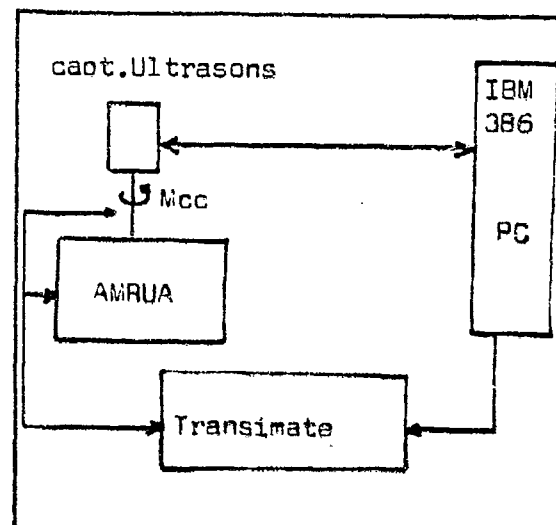 caot.Ultrasons
IBM
386
Mcc
PC
AMRUA
Transimate